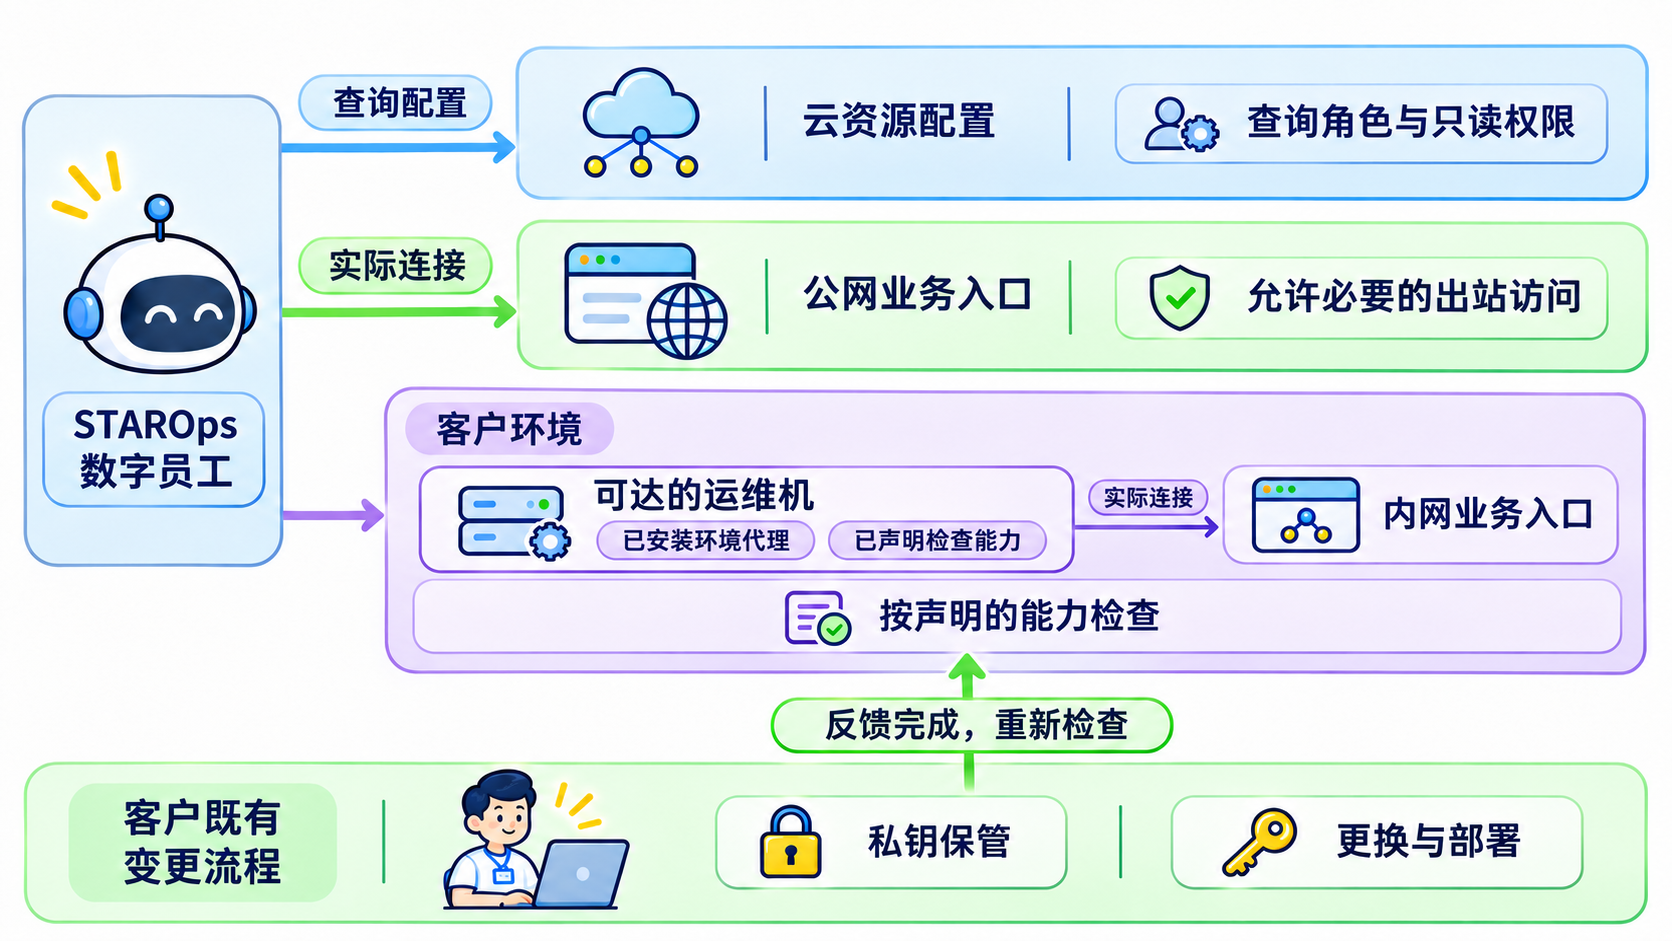 查询配置
云资源配置
查询角色与只读权限
实际连接
公网业务入口
允许必要的出站访问
STAROps
数字员工
客户环境
可达的运维机
已安装环境代理
已声明检查能力
实际连接
内网业务入口
按声明的能力检查
反馈完成，重新检查
客户既有
变更流程
私钥保管
更换与部署